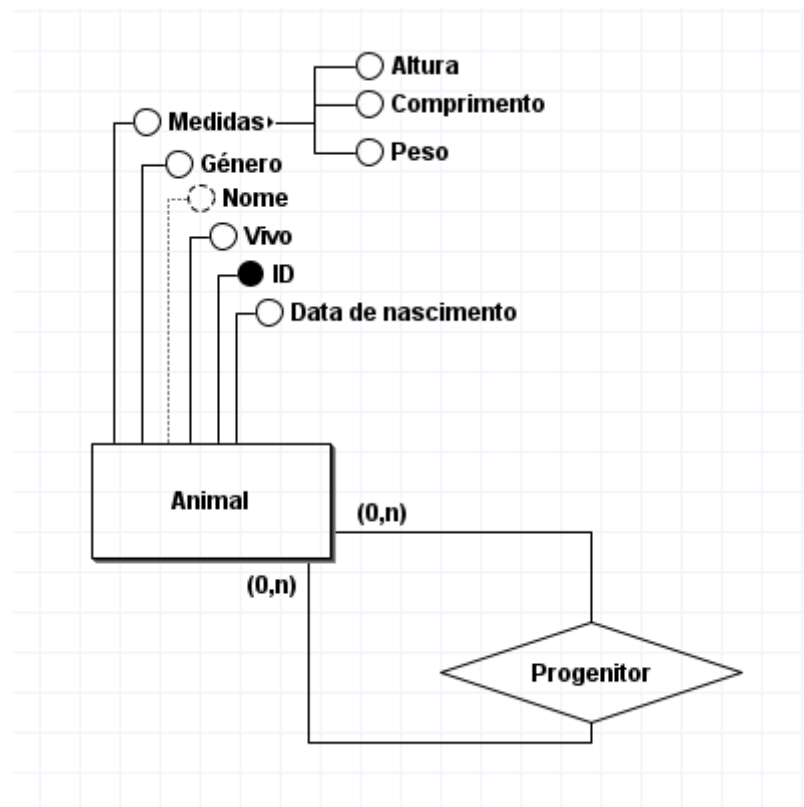 Altura
Medidas
Comprimento
Peso
Género
Nome
Vivo
ID
Data de nascimento
Animal
(0,n)
(0,n)
Progenitor